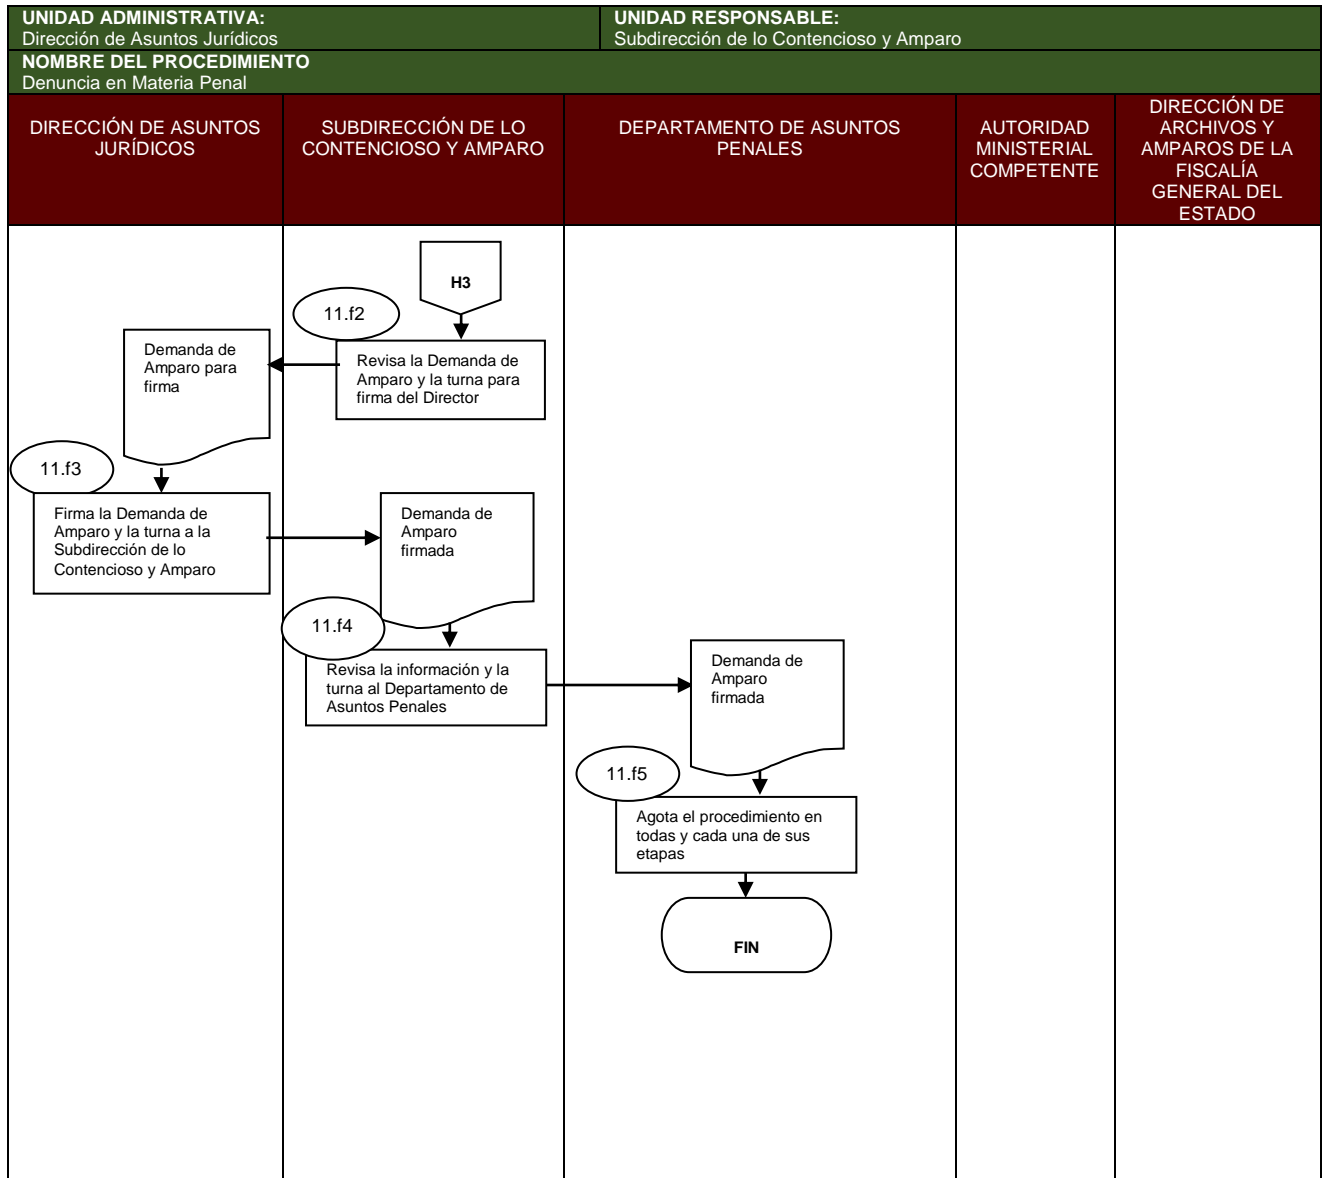 UNIDAD ADMINISTRATIVA:
Dirección de Asuntos Jurídicos
UNIDAD RESPONSABLE:
Subdirección de lo Contencioso y Amparo
NOMBRE DEL PROCEDIMIENTO
Denuncia en Materia Penal
DIRECCIÓN DE ASUNTOS
JURÍDICOS
SUBDIRECCIÓN DE LO
CONTENCIOSO Y AMPARO
DEPARTAMENTO DE ASUNTOS
PENALES
AUTORIDAD
MINISTERIAL
COMPETENTE
DIRECCIÓN DE
ARCHIVOS Y
AMPAROS DE LA
FISCALÍA
GENERAL DEL
ESTADO
H3
11.f2
Revisa la Demanda de
Amparo y la turna para
firma del Director
Demanda de
Amparo para
firma
11.f3
Firma la Demanda de
Amparo y la turna a la
Subdirección de lo
Contencioso y Amparo
Demanda de
Amparo
firmada
11.f4
Revisa la información y la
turna al Departamento de
Asuntos Penales
Demanda de
Amparo
firmada
11.f5
Agota el procedimiento en
todas y cada una de sus
etapas
FIN